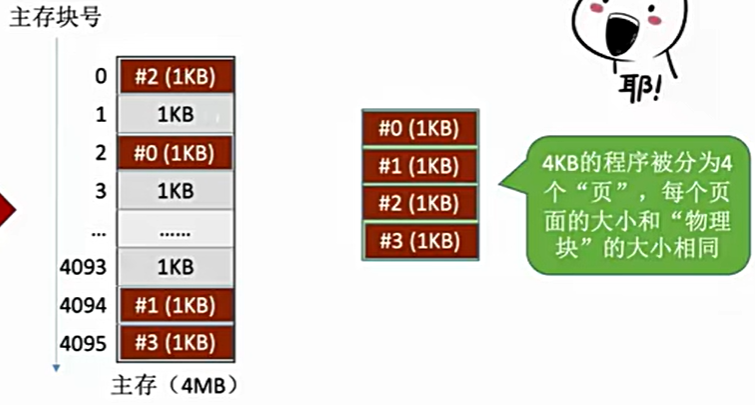 主存块号
耶!
0 #2 (1KB)
1 1KB
2 #0 (1KB)
3 1KB
... ......
4093 1KB
4094 #1 (1KB)
4095 #3 (1KB)
主存（4MB）
#0 (1KB)
#1 (1KB)
#2 (1KB)
#3 (1KB)
4KB的程序被分为4
个“页”，每个页
面的大小和“物理
块”的大小相同